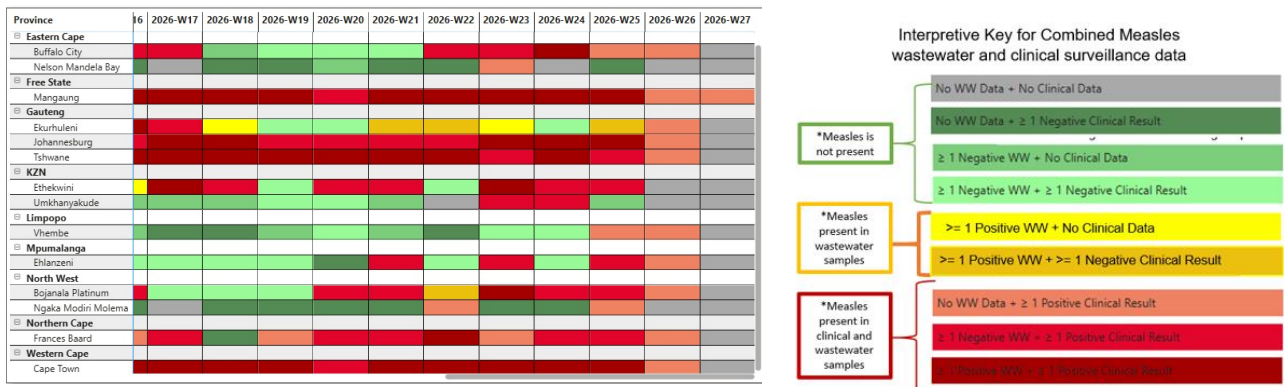 Province 16 2026-W17 2026-W18 2026-W19 2026-W20 2026-W21 2026-W22 2026-W23 2026-W24 2026-W25 2026-W26 2026-W27
Eastern Cape
Buffalo City
Nelson Mandela Bay
Free State
Mangaung
Gauteng
Ekurhuleni
Johannesburg
Tshwane
KZN
Ethekwini
Umkhanyakude
Limpopo
Vhembe
Mpumalanga
Ehlanzeni
North West
Bojanala Platinum
Ngaka Modiri Molema
Northern Cape
Frances Baard
Western Cape
Cape Town
Interpretive Key for Combined Measles
wastewater and clinical surveillance data
*Measles is
not present
No WW Data + No Clinical Data
No WW Data + ≥ 1 Negative Clinical Result
≥ 1 Negative WW + No Clinical Data
≥ 1 Negative WW + ≥ 1 Negative Clinical Result
*Measles
present in
wastewater
samples
>= 1 Positive WW + No Clinical Data
>= 1 Positive WW + >= 1 Negative Clinical Result
*Measles
present in
clinical and
wastewater
samples
No WW Data + ≥ 1 Positive Clinical Result
≥ 1 Negative WW + ≥ 1 Positive Clinical Result
≥ 1 Positive WW + ≥ 1 Positive Clinical Result